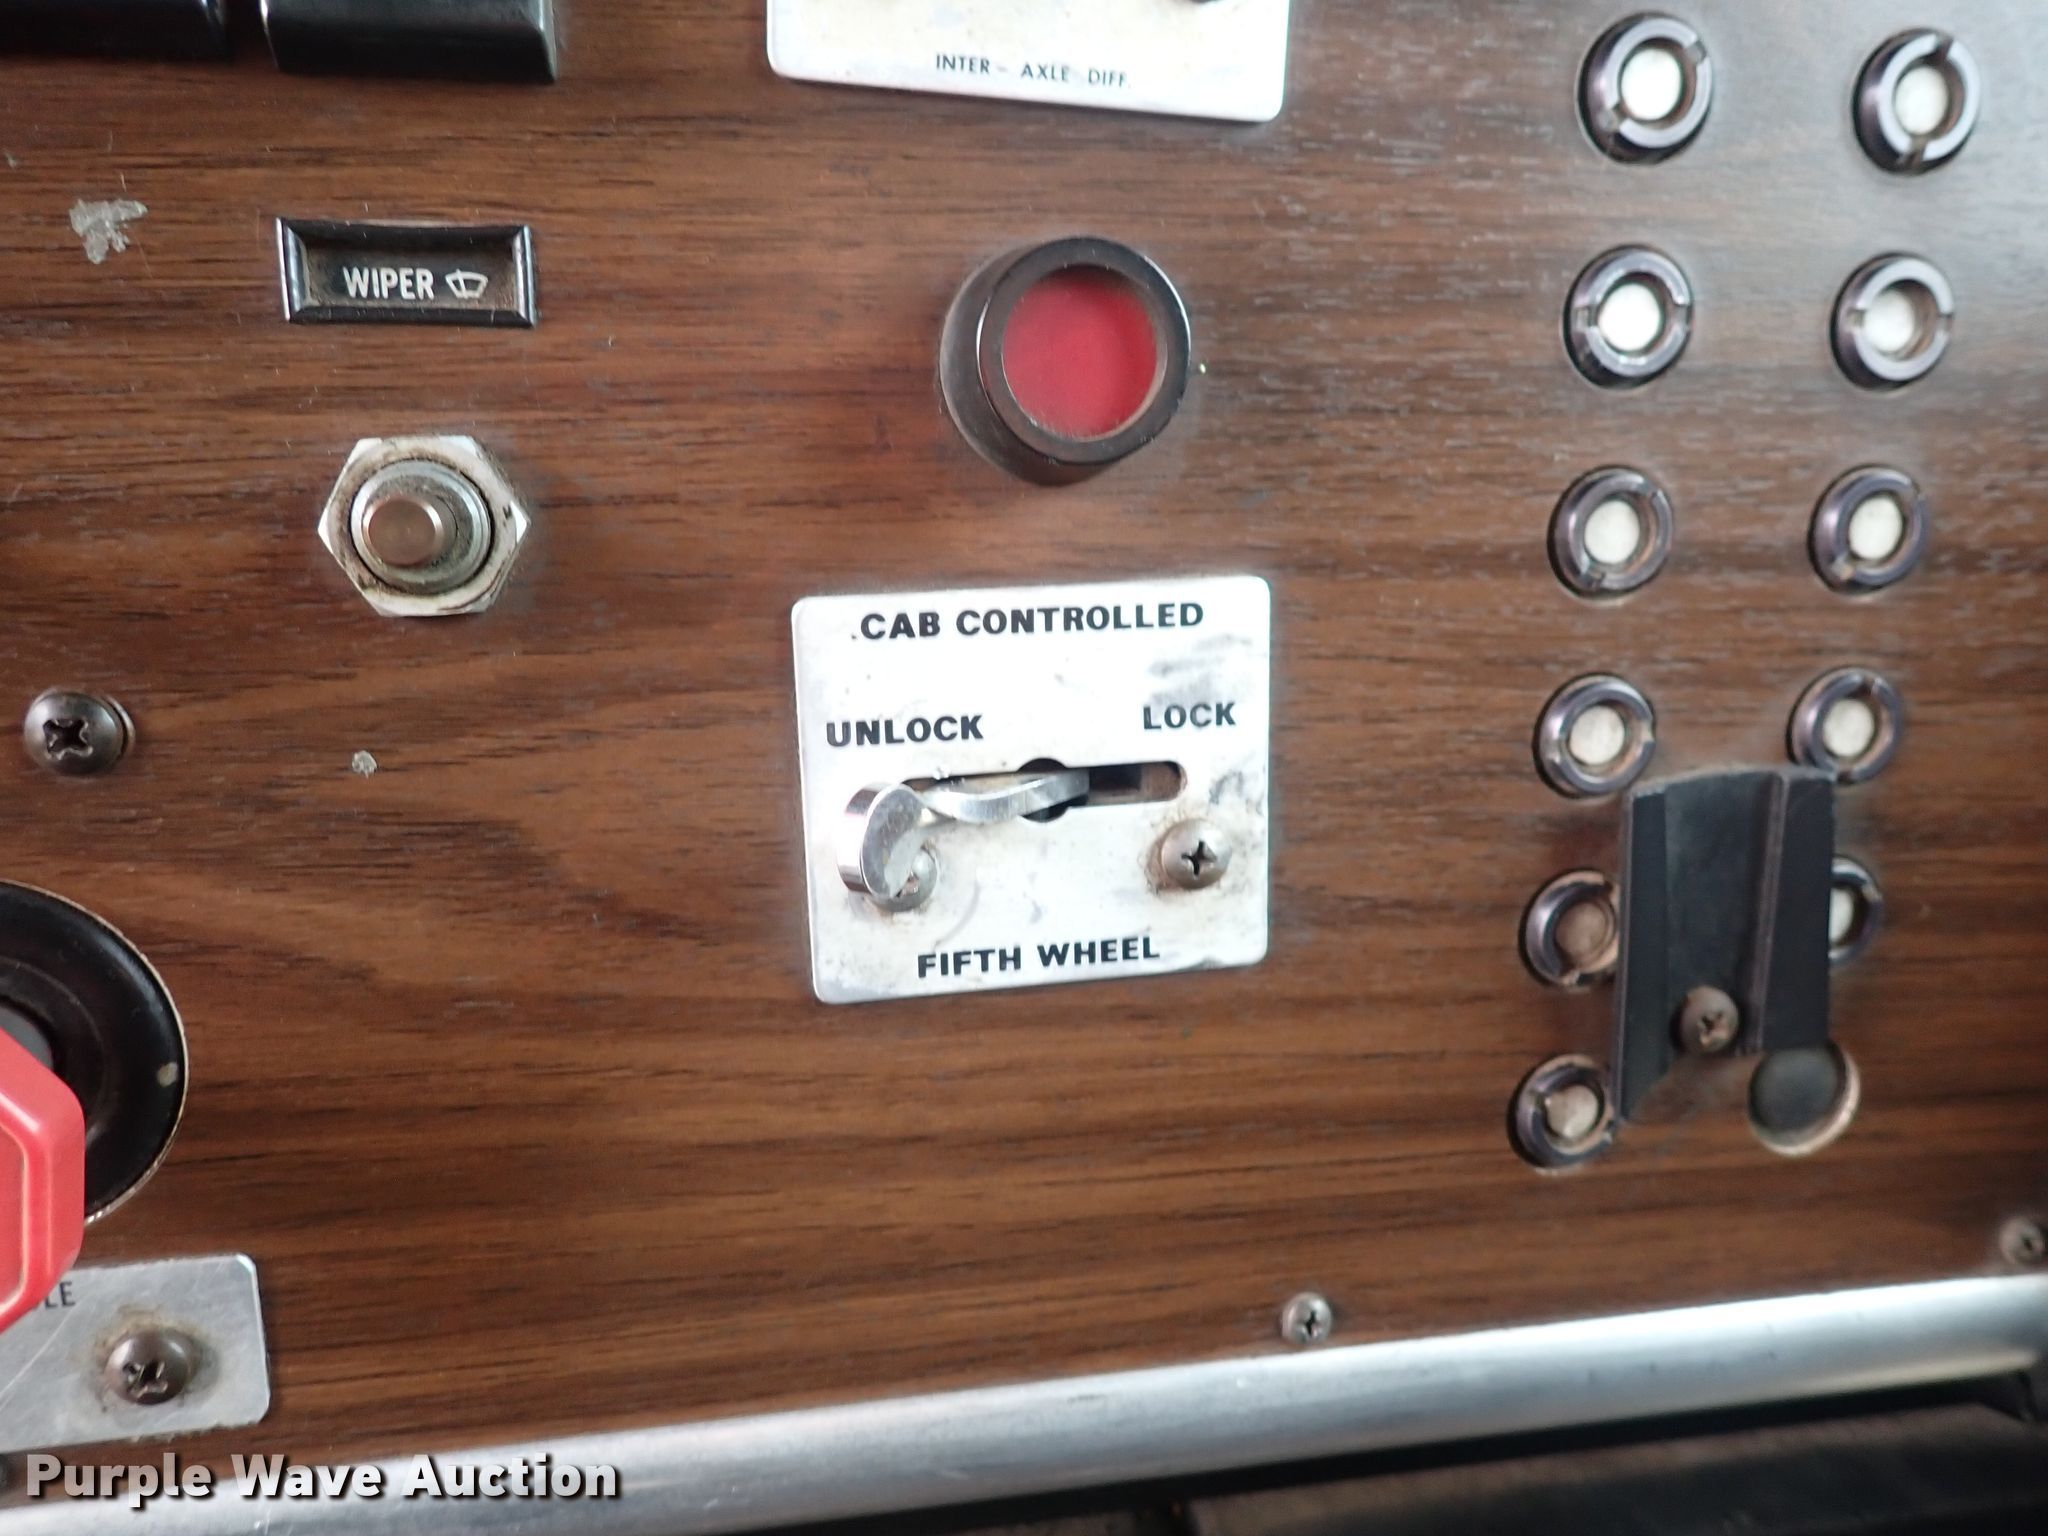 INTER - AXLE DIFF.
WIPER
.CAB CONTROLLED
UNLOCK LOCK
FIFTH WHEEL
Purple Wave Auction